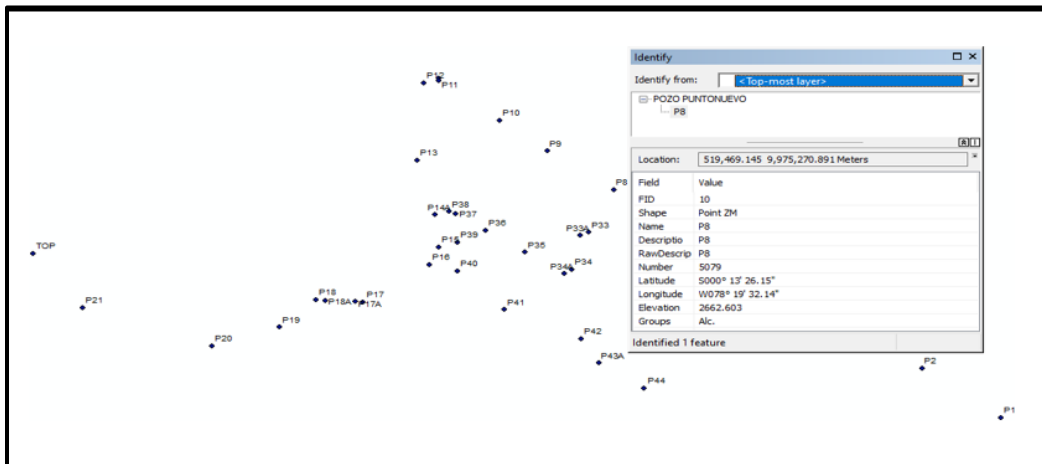 Identify
Identify from: <Top-most layer>
POZO PUNTONUEVO
P8
Location: 519,469.145 9,975,270.891 Meters
Field Value
FID 10
Shape Point ZM
Name P8
Descriptio P8
RawDescrip P8
Number 5079
Latitude S000° 13' 26.15"
Longitude W078° 19' 32.14"
Elevation 2662.603
Groups Alc.
Identified 1 feature
P12
P11
P10
P9
P13
P8
P38
P14A
P37
P36
P33
P33A
P39
P15
P35
TOP
P16
P40
P34
P34A
P21
P18
P17
P18A
P17A
P41
P19
P20
P42
P43A
P2
P44
P1